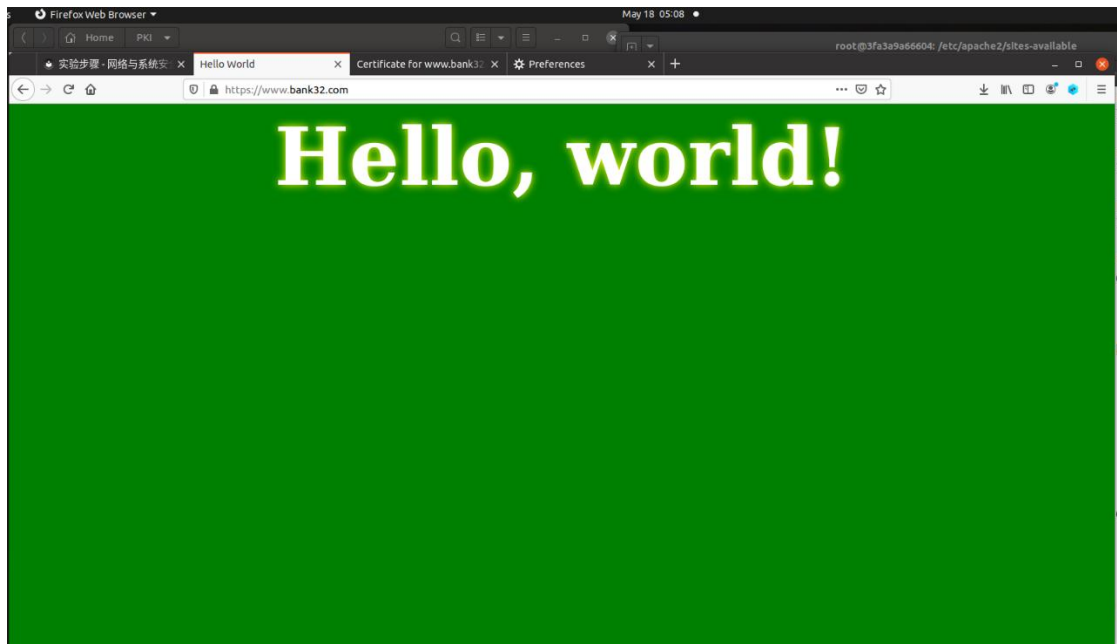 s Firefox Web Browser May 18 05:08
Home PKI
root@3fa3a9a66604: /etc/apache2/sites-available
实验步骤 - 网络与系统安 Hello World Certificate for www.bank32 Preferences
https://www.bank32.com
Hello, world!